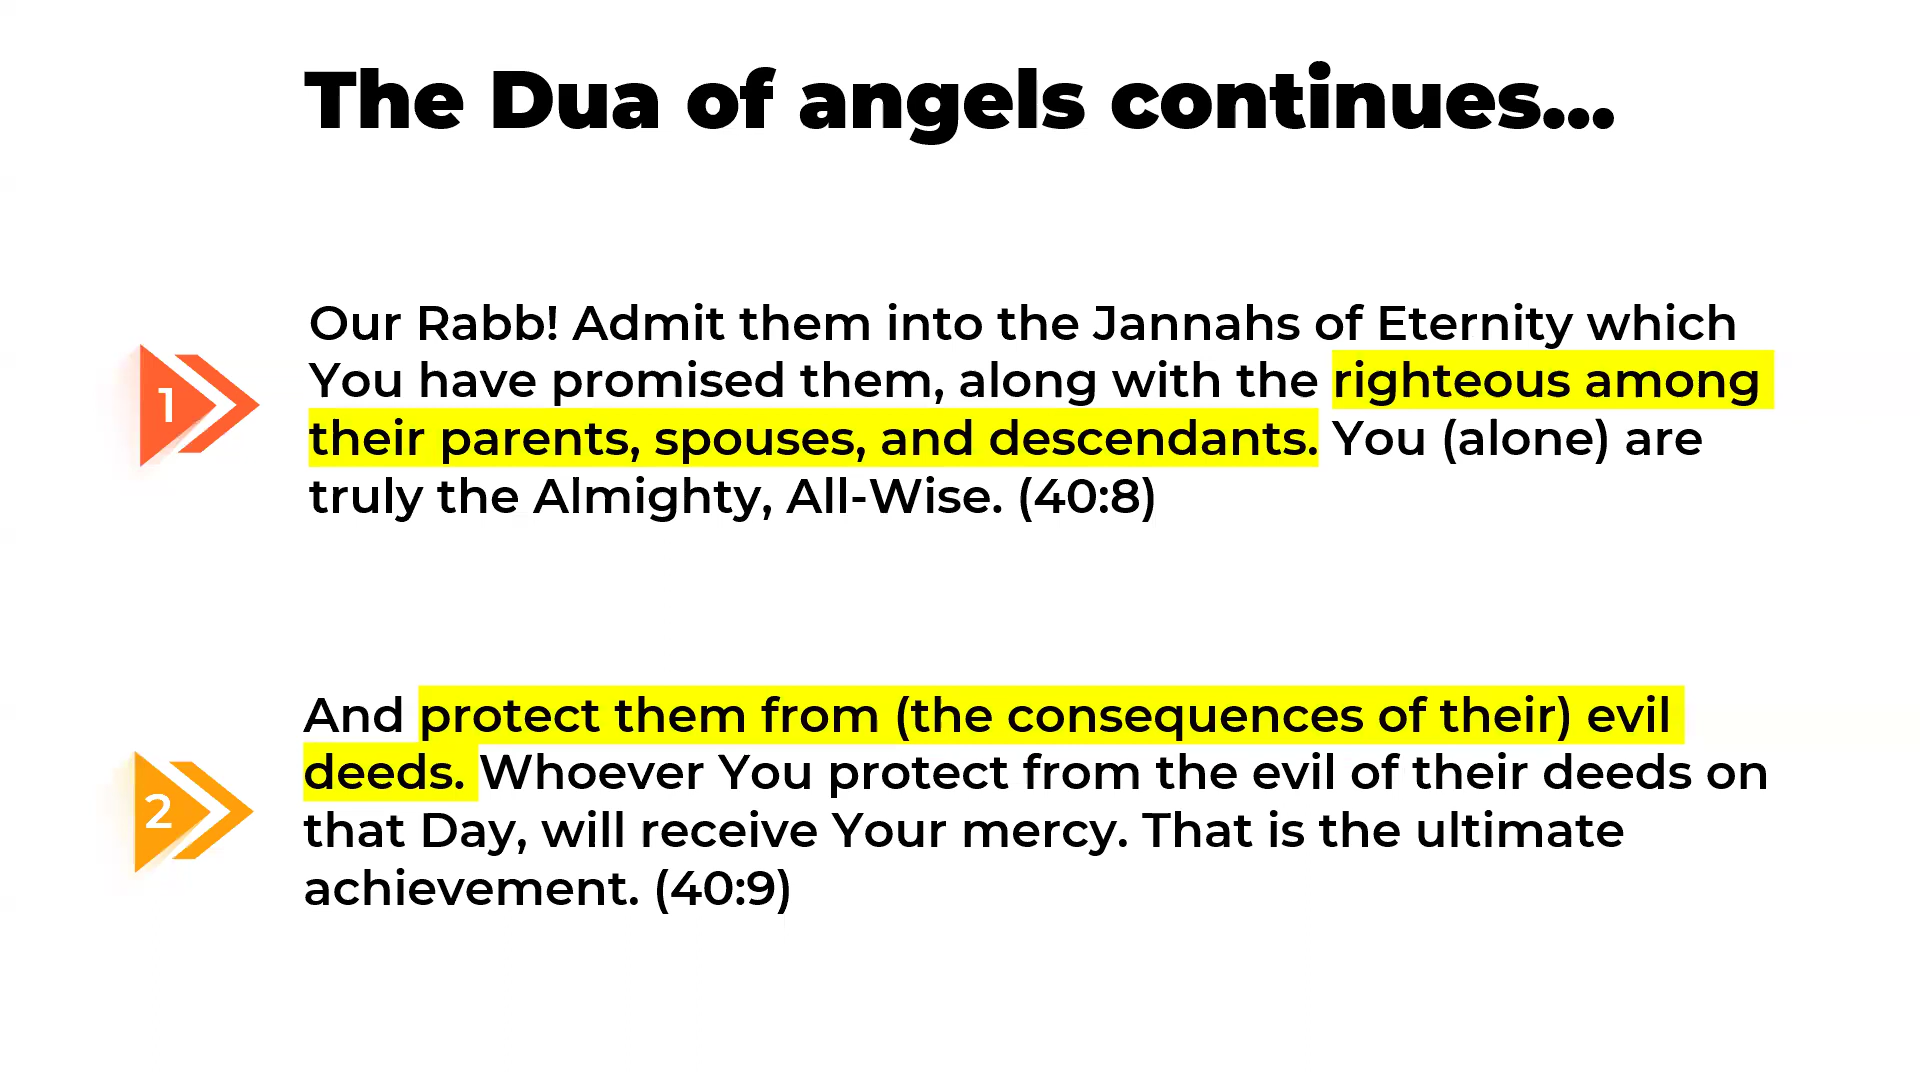 The Dua of angels continues...
1
Our Rabb! Admit them into the Jannahs of Eternity which
You have promised them, along with the righteous among
their parents, spouses, and descendants. You (alone) are
truly the Almighty, All-Wise. (40:8)
2
And protect them from (the consequences of their) evil
deeds. Whoever You protect from the evil of their deeds on
that Day, will receive Your mercy. That is the ultimate
achievement. (40:9)